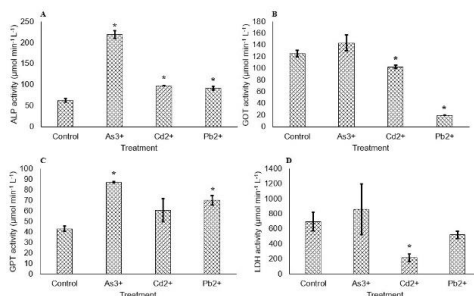 A
ALP activity (µmol min⁻¹ L⁻¹)
250
200
150
100
50
0
*
*
*
Control As3+ Cd2+ Pb2+
Treatment
B
GOT activity (µmol min⁻¹ L⁻¹)
160
140
120
100
80
60
40
20
0
*
*
Control As3+ Cd2+ Pb2+
Treatment
C
GPT activity (µmol min⁻¹ L⁻¹)
100
90
80
70
60
50
40
30
20
10
0
*
*
Control As3+ Cd2+ Pb2+
Treatment
D
LDH activity (µmol min⁻¹ L⁻¹)
1400
1200
1000
800
600
400
200
0
*
Control As3+ Cd2+ Pb2+
Treatment